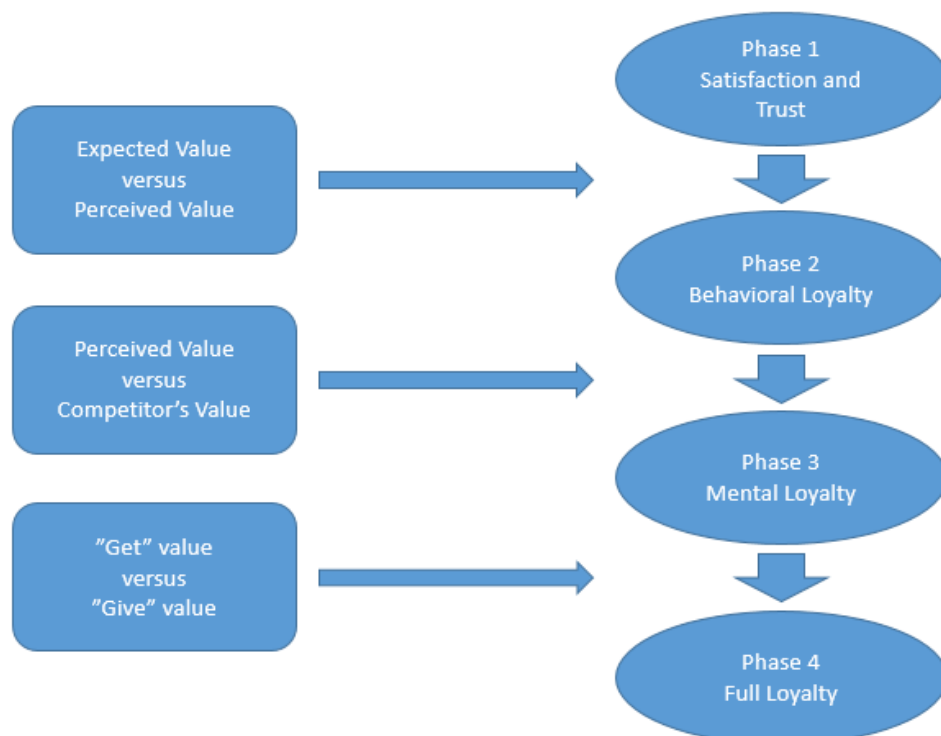 Phase 1
Satisfaction and
Trust
Expected Value
versus
Perceived Value
Phase 2
Behavioral Loyalty
Perceived Value
versus
Competitor’s Value
Phase 3
Mental Loyalty
”Get” value
versus
”Give” value
Phase 4
Full Loyalty